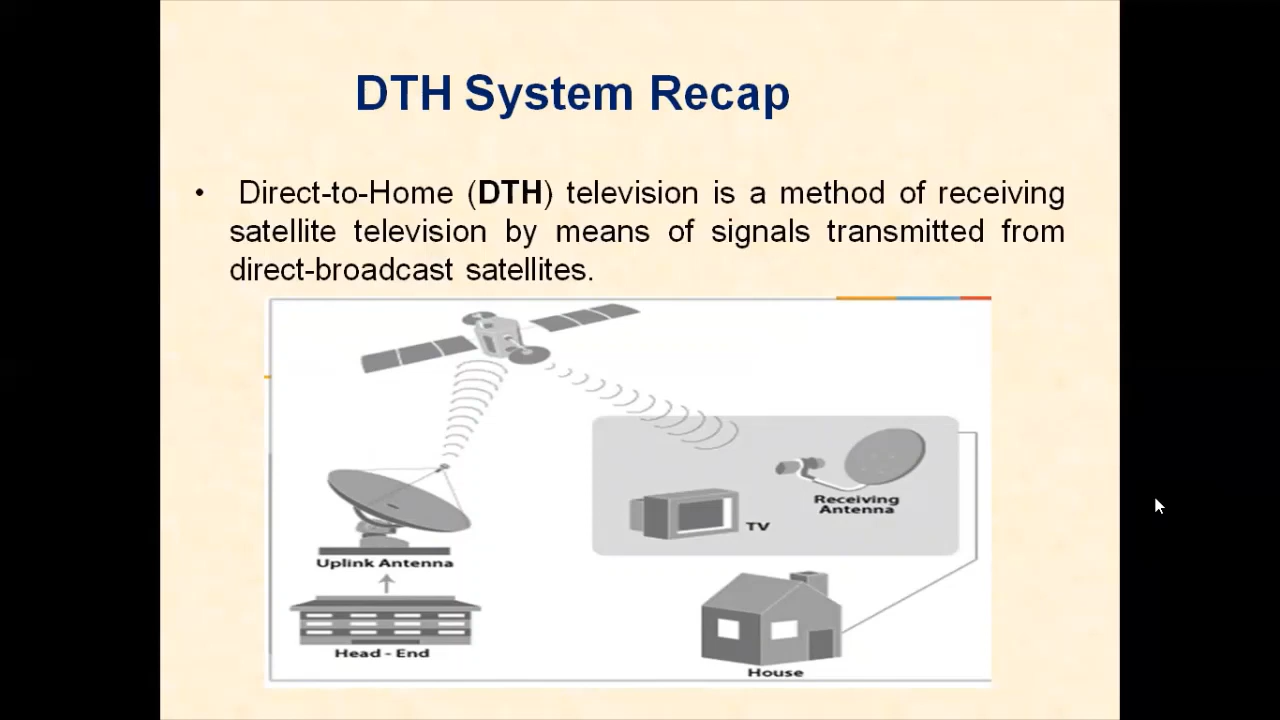 DTH System Recap
• Direct-to-Home (DTH) television is a method of receiving
satellite television by means of signals transmitted from
direct-broadcast satellites.
Receiving
Antenna
TV
Uplink Antenna
Head - End
House